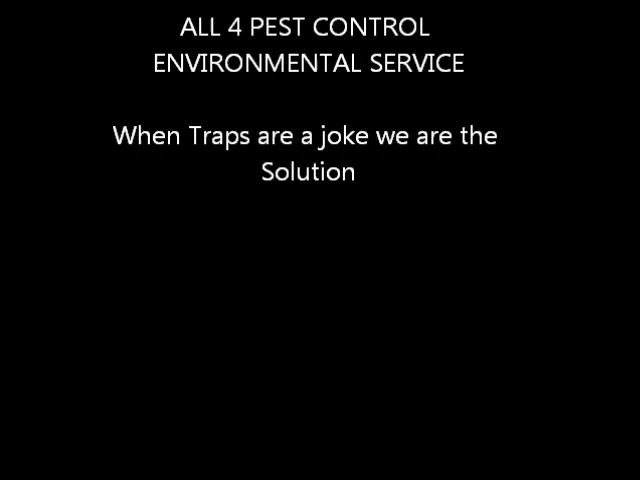 ALL 4 PEST CONTROL
ENVIRONMENTAL SERVICE
When Traps are a joke we are the
Solution